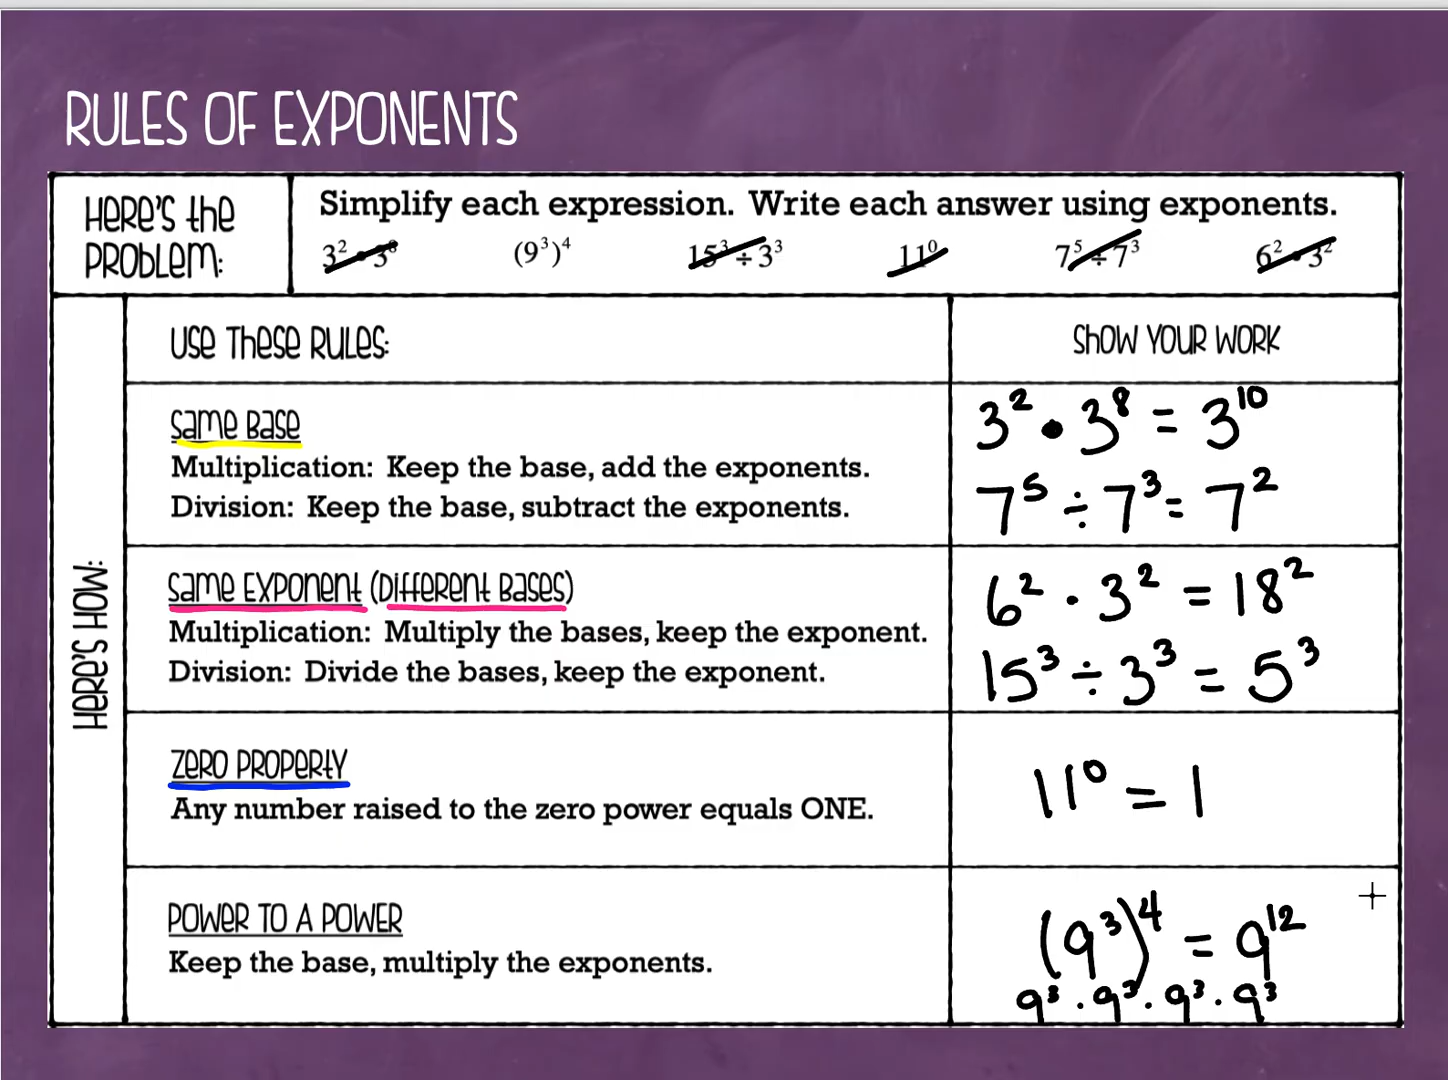 RULES OF EXPONENTS
HERE'S the PROBLEM:
Simplify each expression. Write each answer using exponents.
3² • 3⁸ (9³)⁴ 15³ ÷ 3³ 11⁰ 7⁵ ÷ 7³ 6² • 3²
HERE'S HOW:
USE THESE RULES:
SHOW YOUR WORK
SAME BASE
Multiplication: Keep the base, add the exponents.
Division: Keep the base, subtract the exponents.
3² • 3⁸ = 3¹⁰
7⁵ ÷ 7³ = 7²
SAME EXPONENT (DIFFERENT BASES)
Multiplication: Multiply the bases, keep the exponent.
Division: Divide the bases, keep the exponent.
6² · 3² = 18²
15³ ÷ 3³ = 5³
ZERO PROPERTY
Any number raised to the zero power equals ONE.
11⁰ = 1
POWER TO A POWER
Keep the base, multiply the exponents.
(9³)⁴ = 9¹²
9³ · 9³ · 9³ · 9³